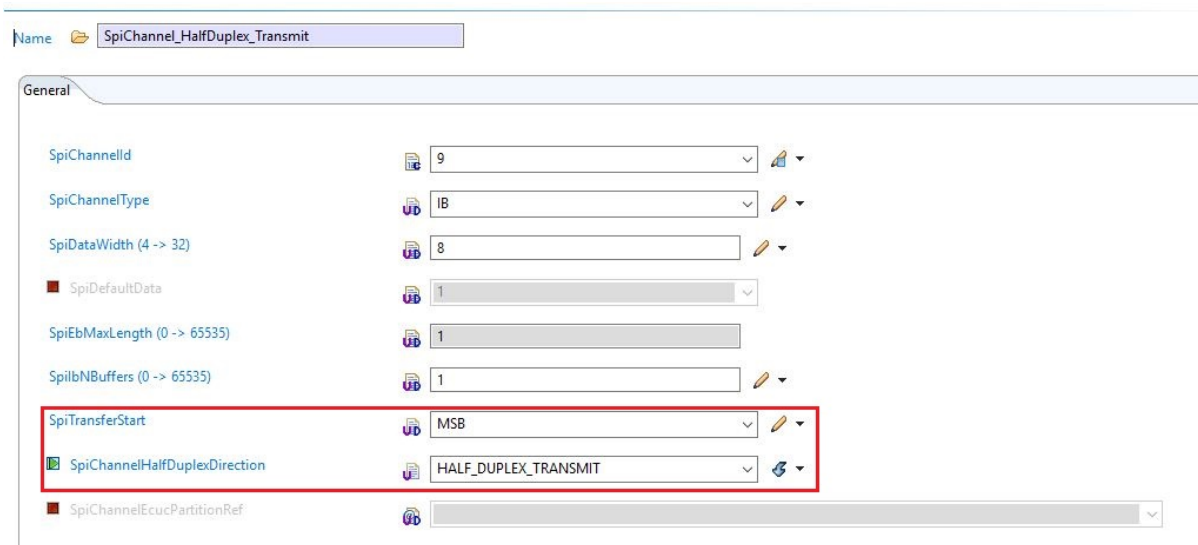 Name SpiChannel_HalfDuplex_Transmit
General
SpiChannelId 9
SpiChannelType IB
SpiDataWidth (4 -> 32) 8
SpiDefaultData 1
SpiEbMaxLength (0 -> 65535) 1
SpiIbNBuffers (0 -> 65535) 1
SpiTransferStart MSB
SpiChannelHalfDuplexDirection HALF_DUPLEX_TRANSMIT
SpiChannelEcucPartitionRef